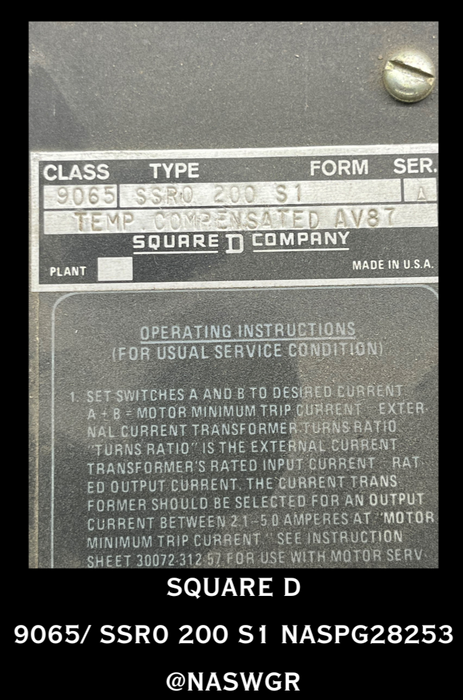 CLASS TYPE FORM SER.
9065 SSRO 200 S1 A
TEMP COMPENSATED AV87
SQUARE D COMPANY
PLANT MADE IN U.S.A.
OPERATING INSTRUCTIONS
(FOR USUAL SERVICE CONDITION)
1. SET SWITCHES A AND B TO DESIRED CURRENT
A + B = MOTOR MINIMUM TRIP CURRENT EXTER-
NAL CURRENT TRANSFORMER TURNS RATIO
"TURNS RATIO" IS THE EXTERNAL CURRENT
TRANSFORMER'S RATED INPUT CURRENT RAT
ED OUTPUT CURRENT. THE CURRENT TRANS
FORMER SHOULD BE SELECTED FOR AN OUTPUT
CURRENT BETWEEN 2.1-5.0 AMPERES AT "MOTOR
MINIMUM TRIP CURRENT." SEE INSTRUCTION
SHEET 30072-312-57 FOR USE WITH MOTOR SERV-
SQUARE D
9065/ SSRO 200 S1 NASPG28253
@NASWGR